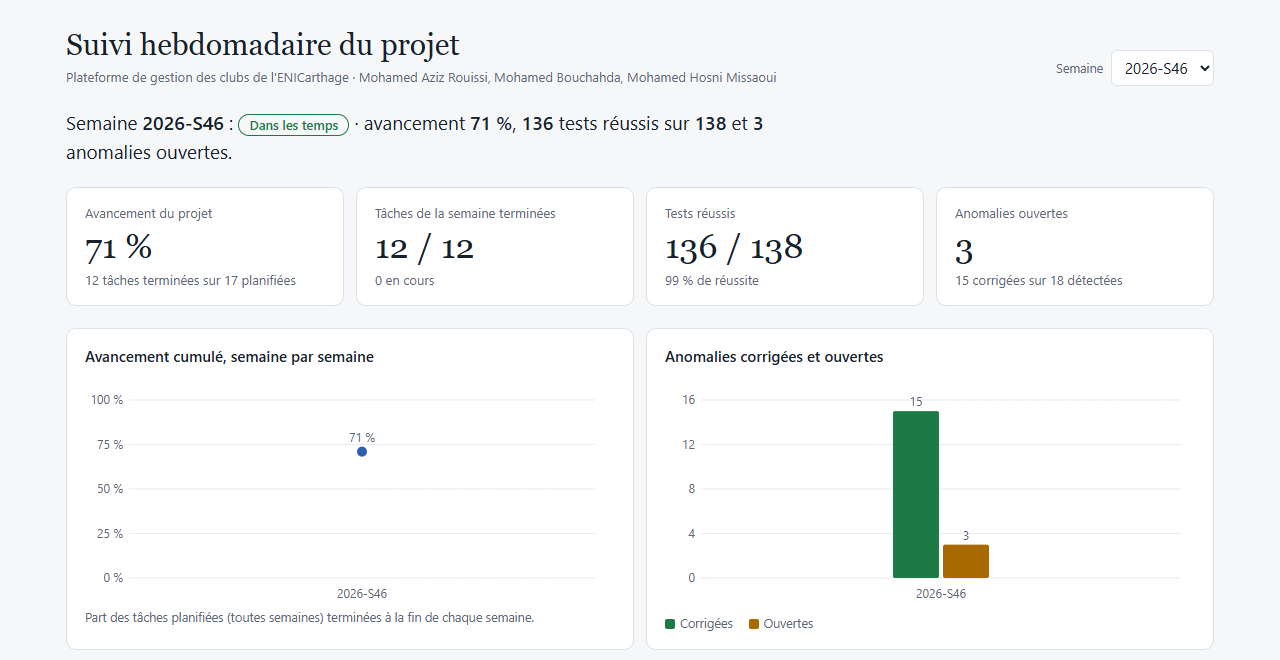 Suivi hebdomadaire du projet
Plateforme de gestion des clubs de l'ENICarthage · Mohamed Aziz Rouissi, Mohamed Bouchahda, Mohamed Hosni Missaoui
Semaine 2026-S46
Semaine 2026-S46 : Dans les temps · avancement 71 %, 136 tests réussis sur 138 et 3
anomalies ouvertes.
Avancement du projet
71 %
12 tâches terminées sur 17 planifiées
Tâches de la semaine terminées
12 / 12
0 en cours
Tests réussis
136 / 138
99 % de réussite
Anomalies ouvertes
3
15 corrigées sur 18 détectées
Avancement cumulé, semaine par semaine
100 %
75 %
50 %
25 %
0 %
71 %
2026-S46
Part des tâches planifiées (toutes semaines) terminées à la fin de chaque semaine.
Anomalies corrigées et ouvertes
16
12
8
4
0
15
3
2026-S46
Corrigées Ouvertes